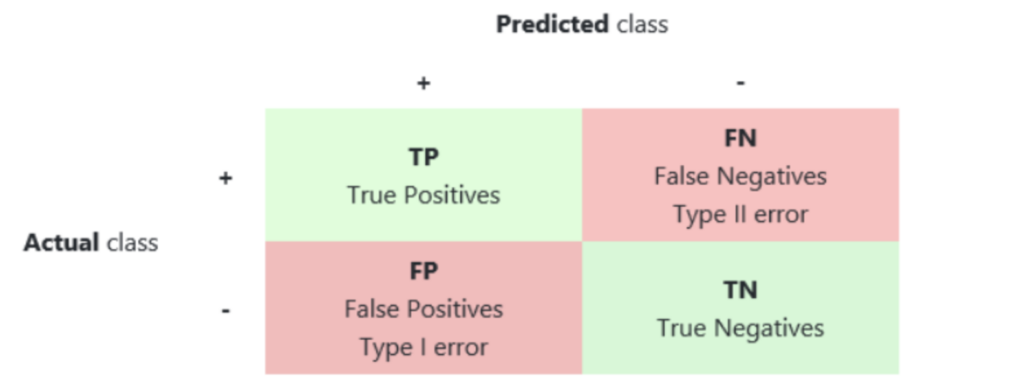 Predicted class
+ -
TP
True Positives
FN
False Negatives
Type II error
+
Actual class
FP
False Positives
Type I error
TN
True Negatives
-